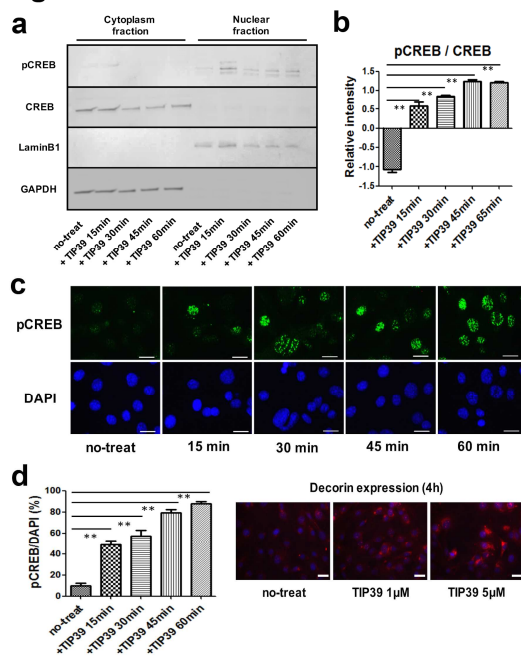 a
Cytoplasm
fraction
Nuclear
fraction
pCREB
CREB
LaminB1
GAPDH
no-treat
+TIP39 15min
+TIP39 30min
+TIP39 45min
+TIP39 60min
no-treat
+TIP39 15min
+TIP39 30min
+TIP39 45min
+TIP39 60min
b
pCREB / CREB
Relative intensity
1.5
1.0
0.5
0.0
-0.5
-1.0
-1.5
**
**
**
**
no-treat
+TIP39 15min
+TIP39 30min
+TIP39 45min
+TIP39 65min
c
pCREB
DAPI
no-treat
15 min
30 min
45 min
60 min
d
pCREB/DAPI (%)
100
80
60
40
20
0
**
**
**
**
no-treat
+TIP39 15min
+TIP39 30min
+TIP39 45min
+TIP39 60min
Decorin expression (4h)
no-treat
TIP39 1μM
TIP39 5μM